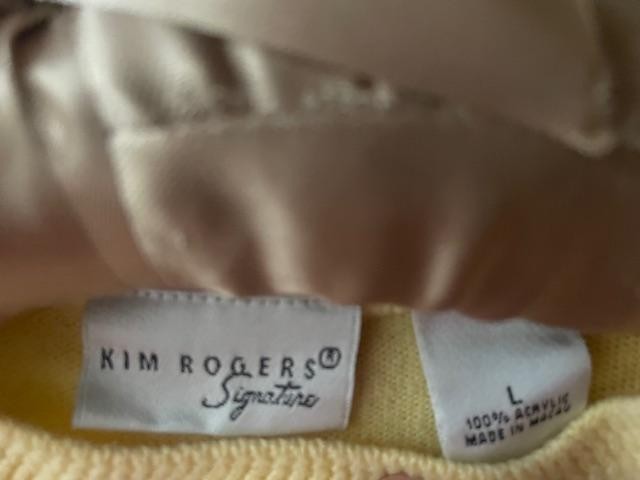 KIM ROGERS®
Signature
L
100% ACRYLIC
MADE IN MACAU